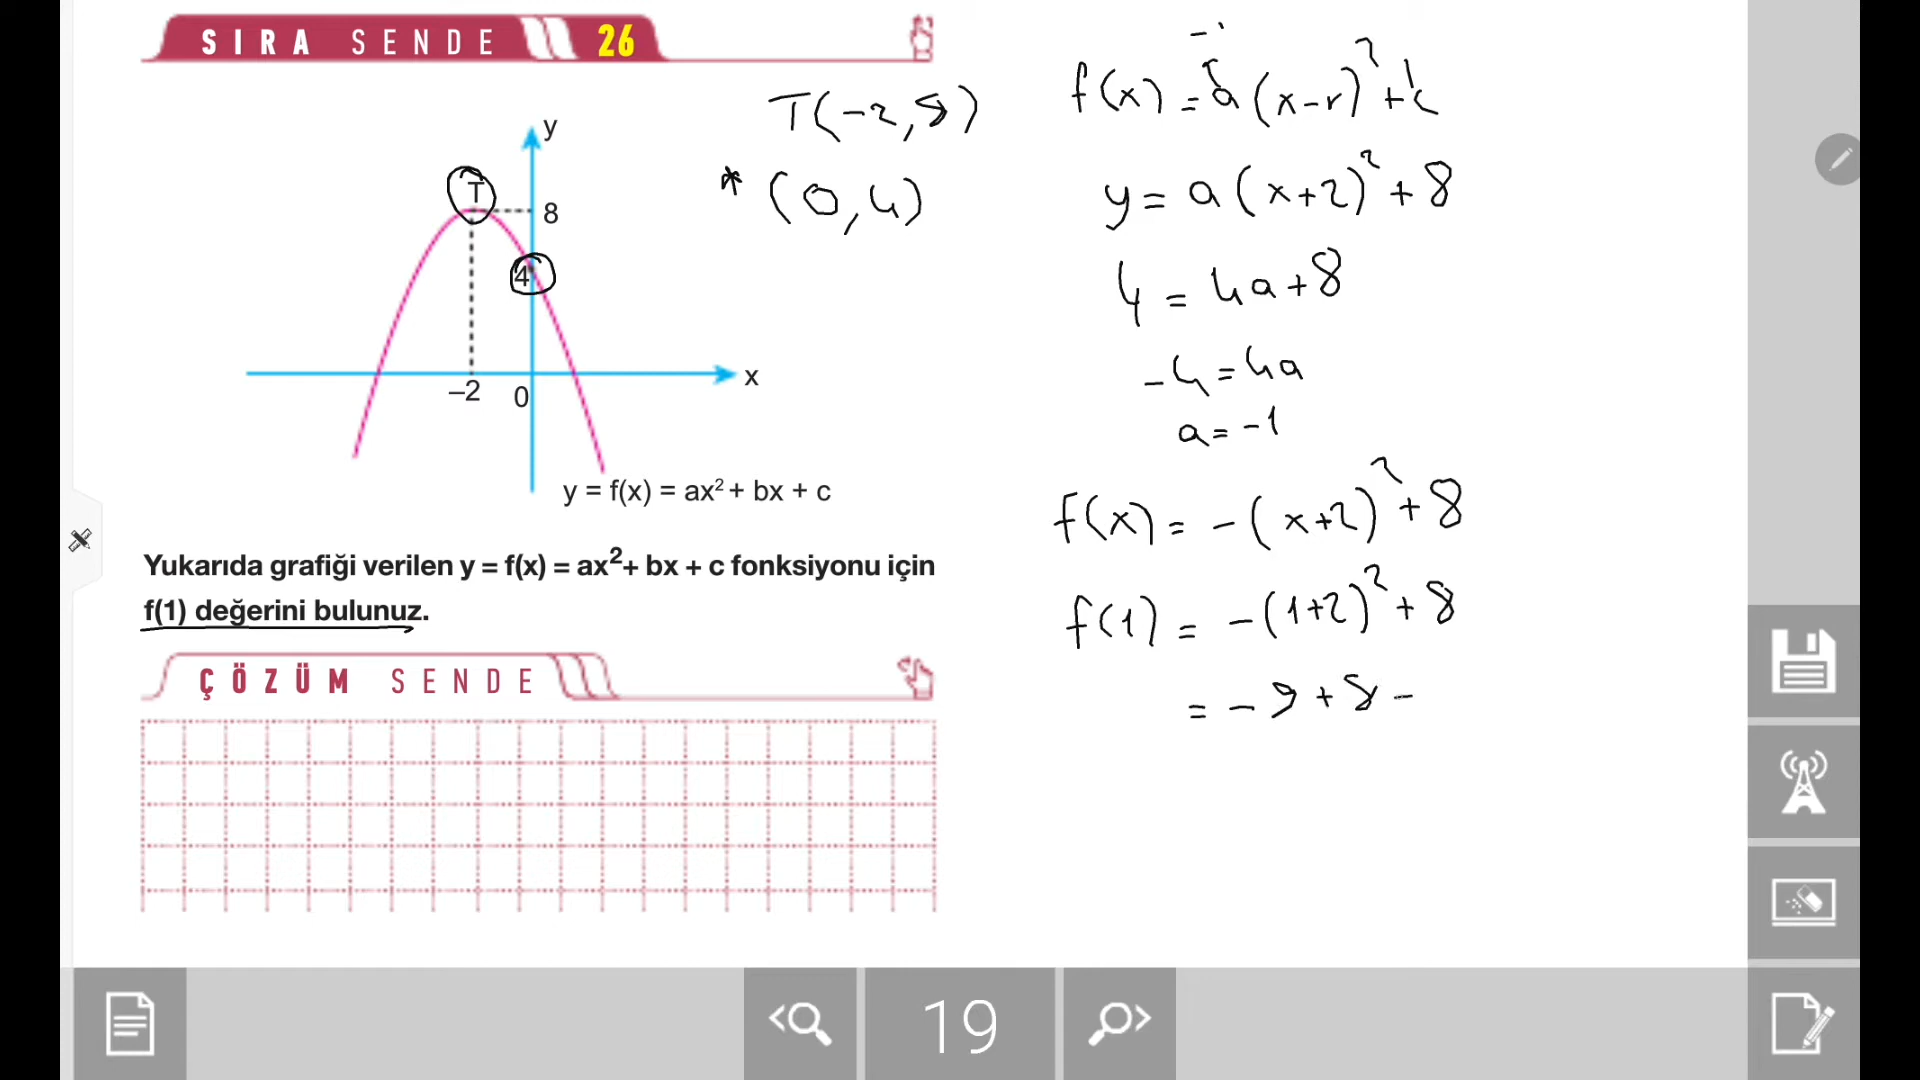 SIRA SENDE 26
y
T
8
4
x
–2
0
y = f(x) = ax² + bx + c
Yukarıda grafiği verilen y = f(x) = ax²+ bx + c fonksiyonu için
f(1) değerini bulunuz.
ÇÖZÜM SENDE
T(-2,8)
* (0,4)
f(x) = a(x-r)²+k
y = a(x+2)²+8
4 = 4a+8
-4 = 4a
a = -1
f(x) = -(x+2)²+8
f(1) = -(1+2)²+8
= -9+8-
19